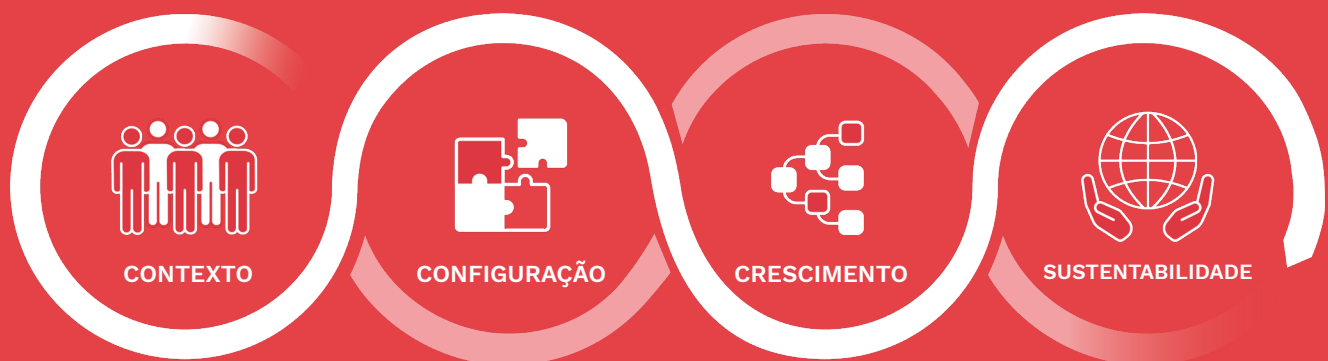 CONTEXTO
CONFIGURAÇÃO
CRESCIMENTO
SUSTENTABILIDADE